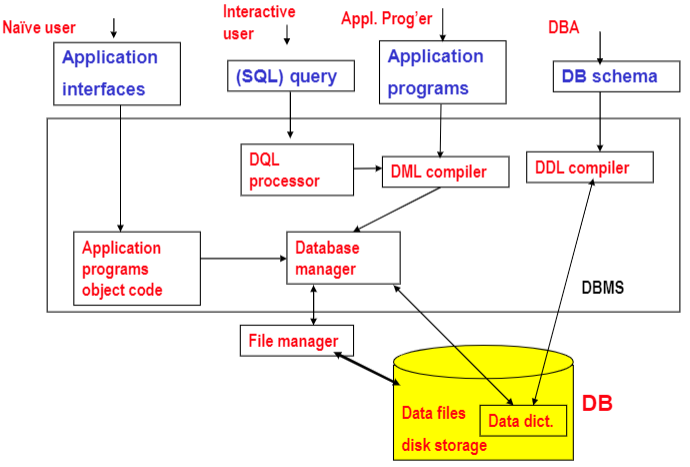 Naïve user
Interactive
user
Appl. Prog’er
DBA
Application
interfaces
(SQL) query
Application
programs
DB schema
DQL
processor
DML compiler
DDL compiler
Application
programs
object code
Database
manager
DBMS
File manager
DB
Data files
disk storage
Data dict.